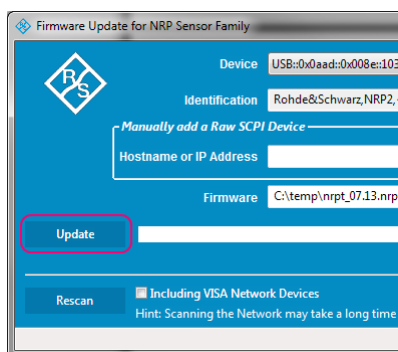 Firmware Update for NRP Sensor Family
R
S
Device USB::0x0aad::0x008e::103
Identification Rohde&Schwarz,NRP2,
Manually add a Raw SCPI Device
Hostname or IP Address
Firmware C:\temp\nrpt_07.13.nrp
Update
Rescan Including VISA Network Devices
Hint: Scanning the Network may take a long time